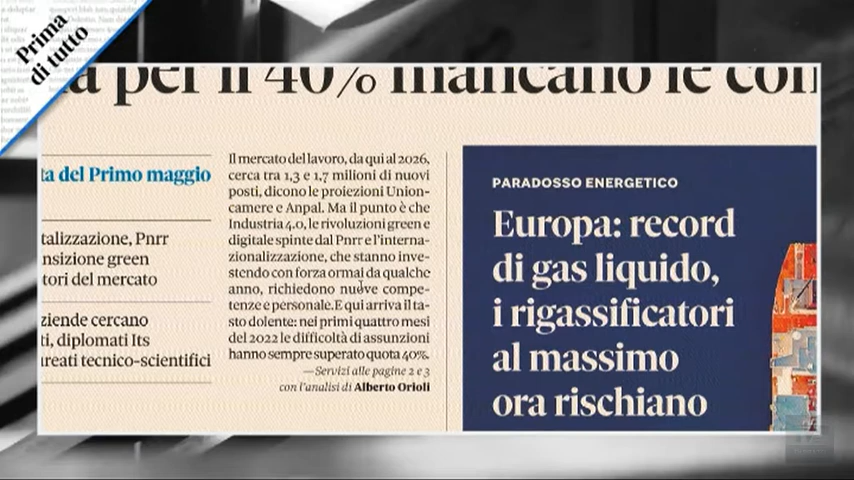 Prima
di tutto
a per il 40% mancano le con
ta del Primo maggio
talizzazione, Pnrr
nsizione green
tori del mercato
ziende cercano
ti, diplomati Its
ureati tecnico-scientifici
Il mercato del lavoro, da qui al 2026,
cerca tra 1,3 e 1,7 milioni di nuovi
posti, dicono le proiezioni Union-
camere e Anpal. Ma il punto è che
Industria 4.0, le rivoluzioni green e
digitale spinte dal Pnrr e l'interna-
zionalizzazione, che stanno inve-
stendo con forza ormai da qualche
anno, richiedono nuove compe-
tenze e personale. E qui arriva il ta-
sto dolente: nei primi quattro mesi
del 2022 le difficoltà di assunzioni
hanno sempre superato quota 40%.
—Servizi alle pagine 2 e 3
con l'analisi di Alberto Orioli
PARADOSSO ENERGETICO
Europa: record
di gas liquido,
i rigassificatori
al massimo
ora rischiano